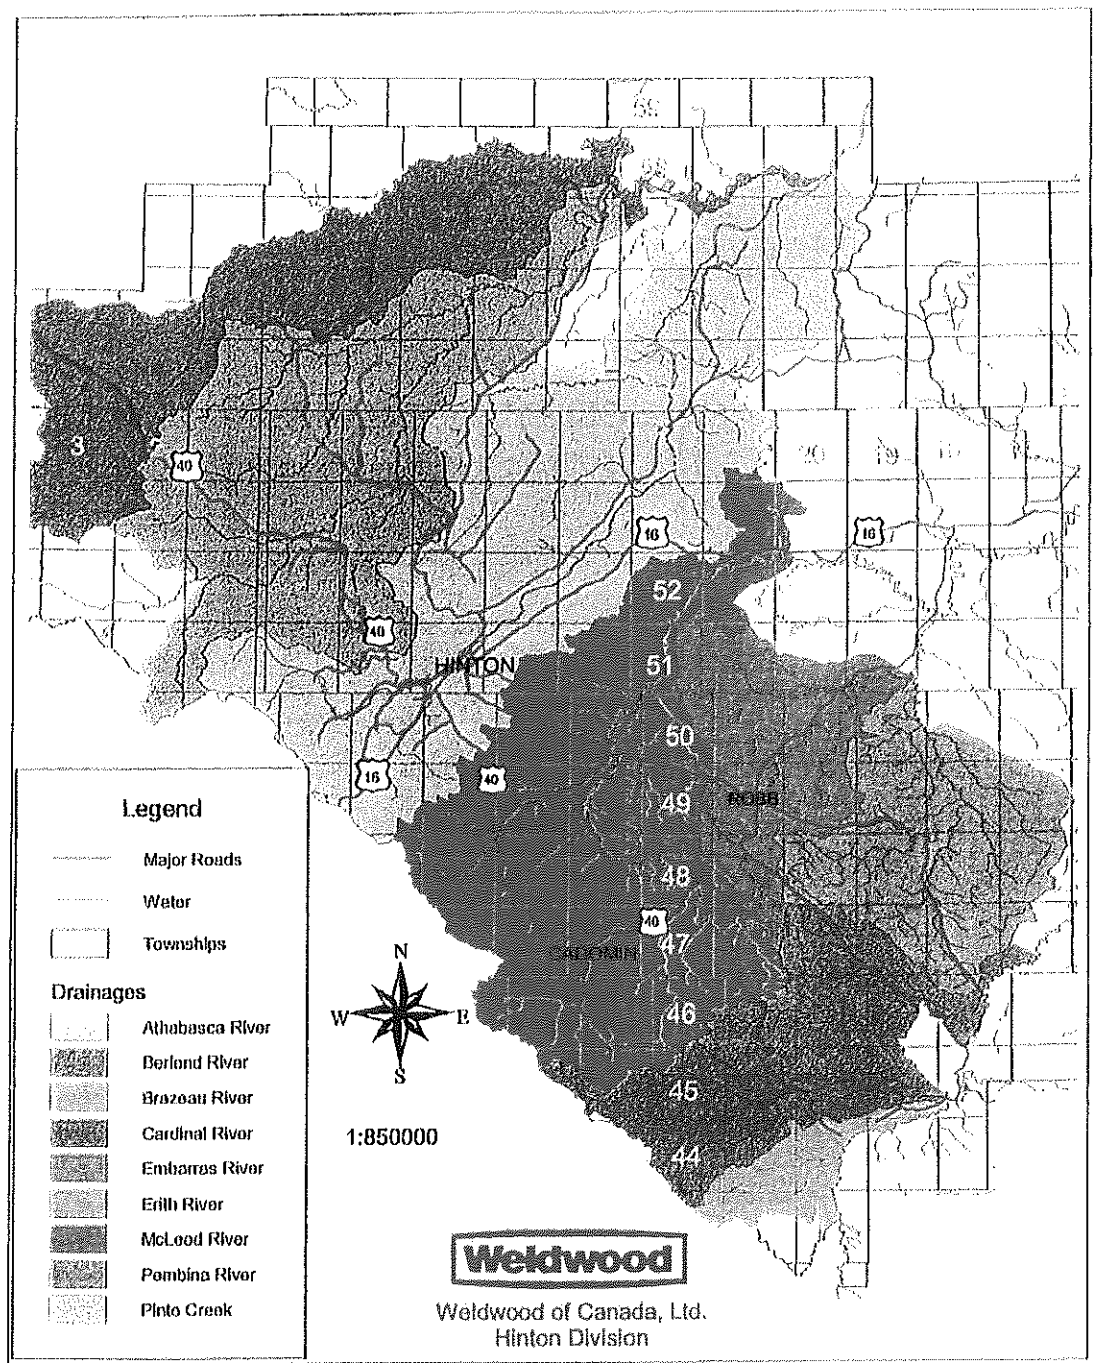 3
40
20
19
16
16
52
40
HINTON
51
50
16
40
49
ROBB
48
40
47
46
45
44
Legend
Major Roads
Water
Townships
Drainages
Athabasca River
Berland River
Brazeau River
Cardinal River
Embarras River
Erith River
McLeod River
Pembina River
Pinto Creek
N
W
E
S
1:850000
Weldwood
Weldwood of Canada, Ltd.
Hinton Division